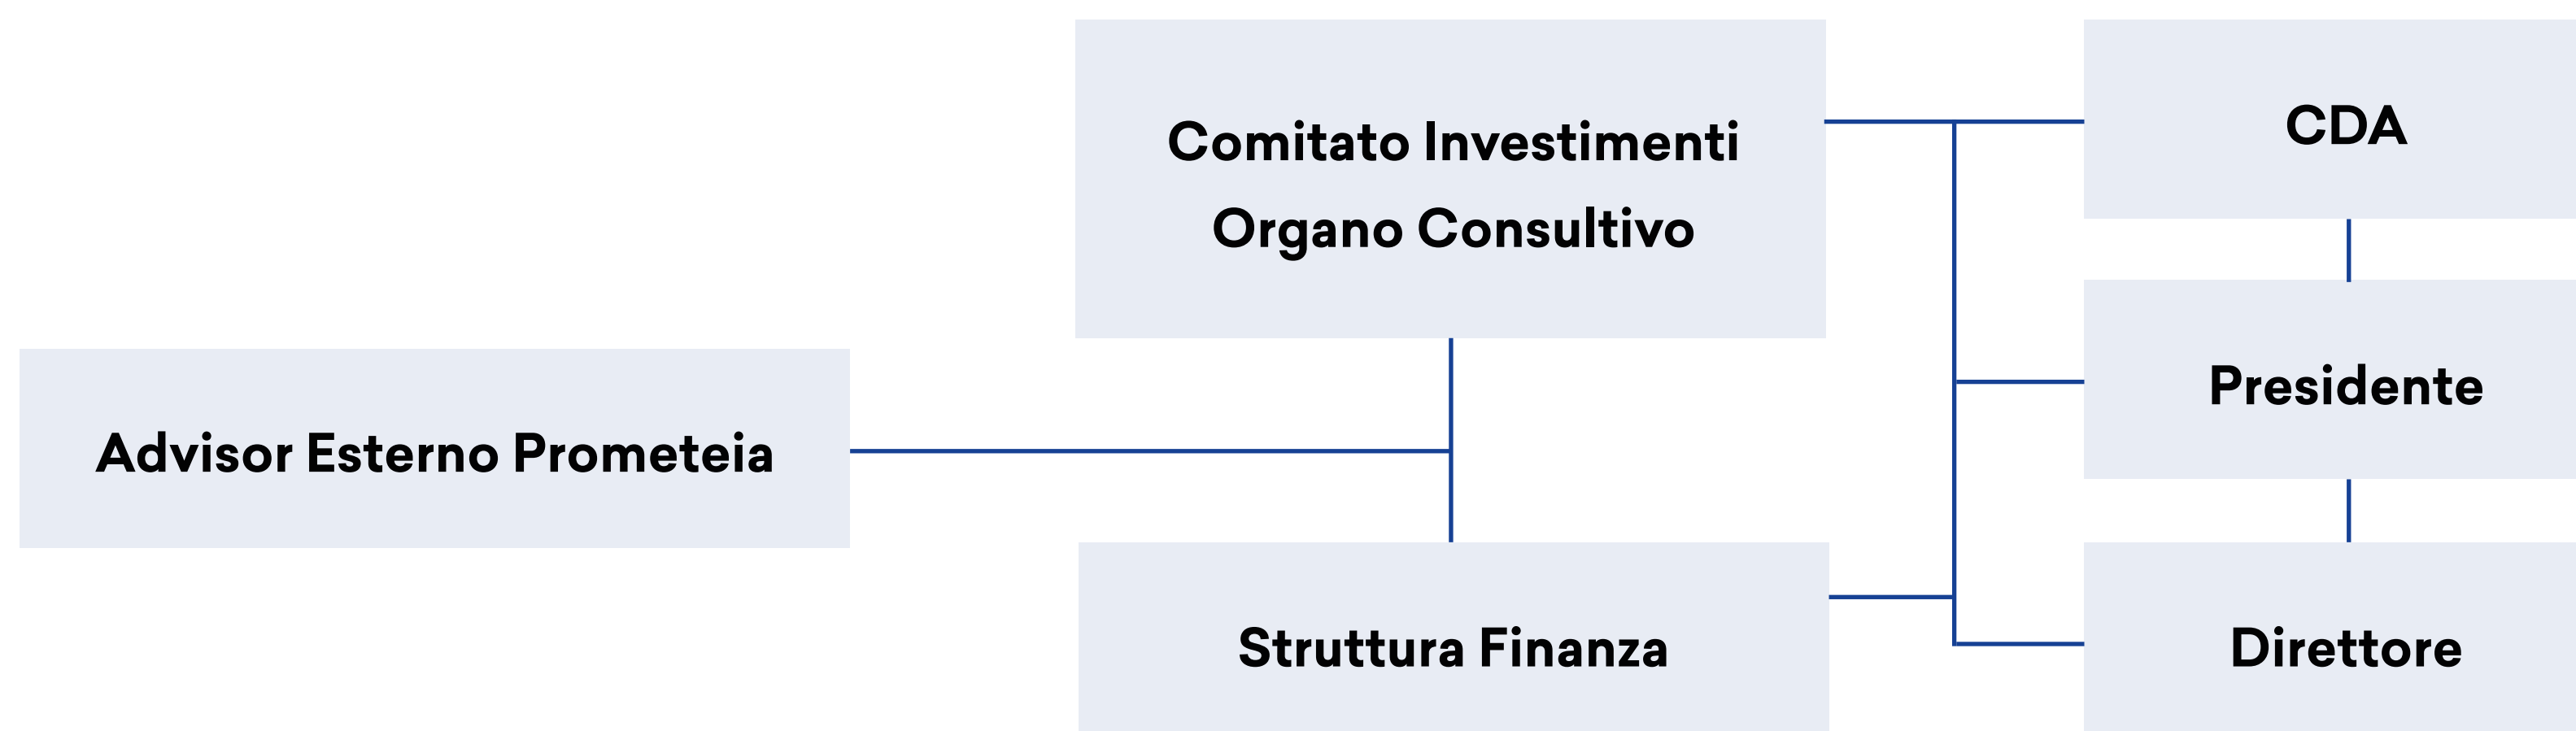 Comitato Investimenti
Organo Consultivo
CDA
Presidente
Advisor Esterno Prometeia
Struttura Finanza
Direttore